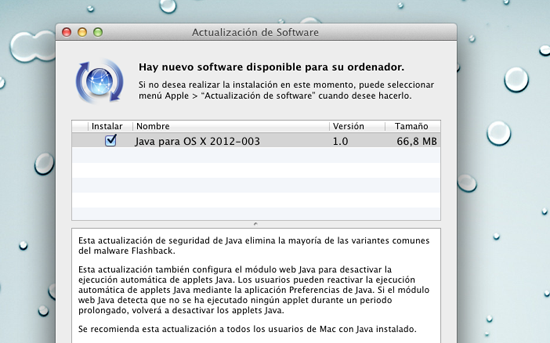 Actualización de Software
Hay nuevo software disponible para su ordenador.
Si no desea realizar la instalación en este momento, puede seleccionar
menú Apple > “Actualización de software” cuando desee hacerlo.
Instalar Nombre Versión Tamaño
Java para OS X 2012-003 1.0 66,8 MB
Esta actualización de seguridad de Java elimina la mayoría de las variantes comunes
del malware Flashback.
Esta actualización también configura el módulo web Java para desactivar la
ejecución automática de applets Java. Los usuarios pueden reactivar la ejecución
automática de applets Java mediante la aplicación Preferencias de Java. Si el módulo
web Java detecta que no se ha ejecutado ningún applet durante un periodo
prolongado, volverá a desactivar los applets Java.
Se recomienda esta actualización a todos los usuarios de Mac con Java instalado.